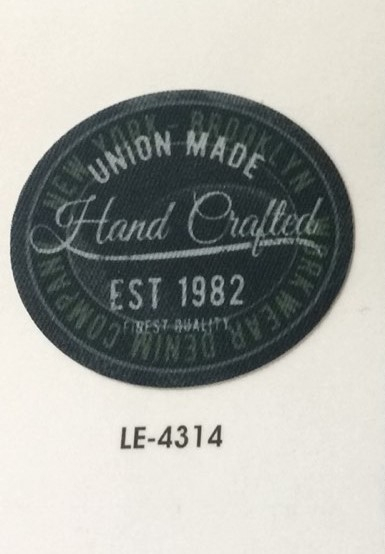 NEW YORK - BROOKLYN
UNION MADE
Hand Crafted
EST 1982
FINEST QUALITY
WORKWEAR DENIM COMPANY
LE-4314